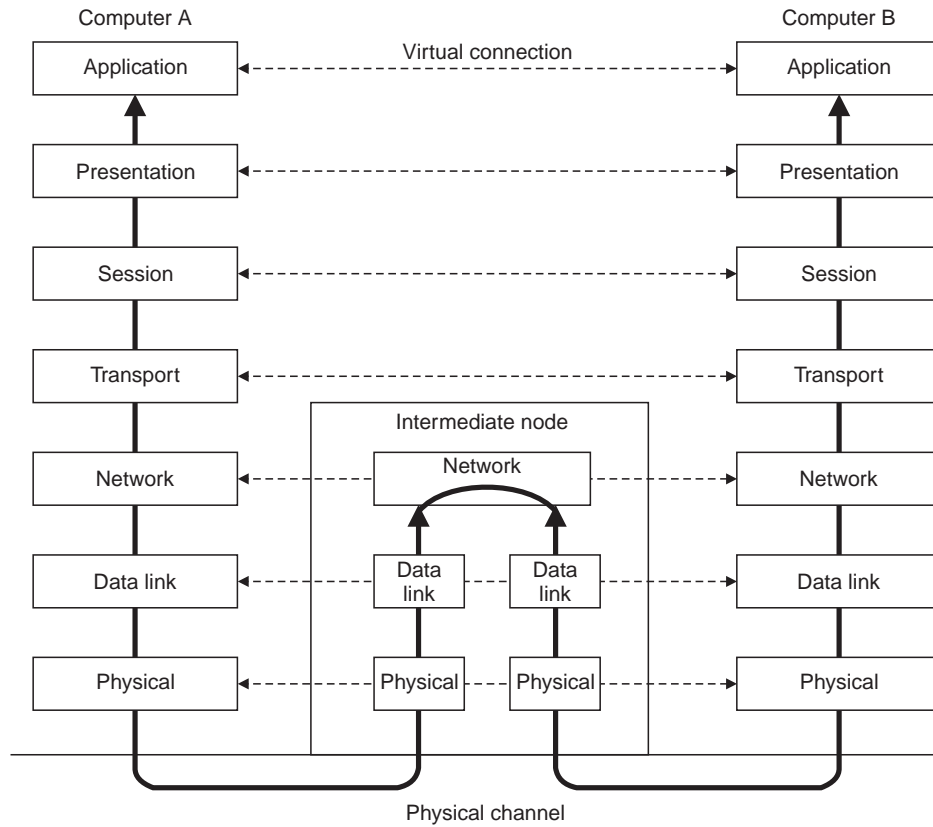 Computer A
Computer B
Application
Virtual connection
Application
Presentation
Presentation
Session
Session
Transport
Transport
Intermediate node
Network
Network
Network
Data link
Data
link
Data
link
Data link
Physical
Physical
Physical
Physical
Physical channel